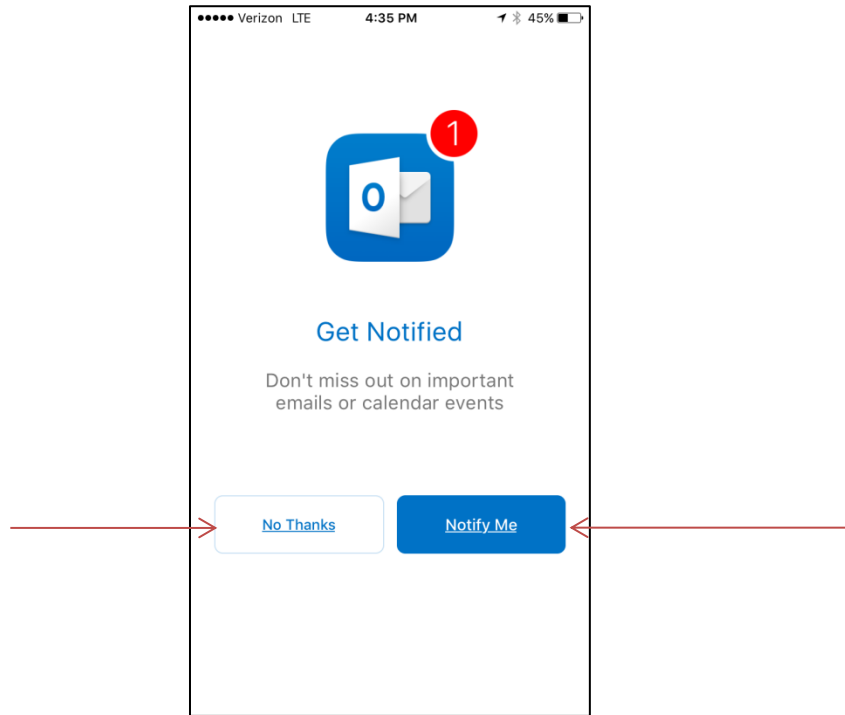 Verizon LTE 4:35 PM 45%
1
O
Get Notified
Don't miss out on important
emails or calendar events
No Thanks Notify Me